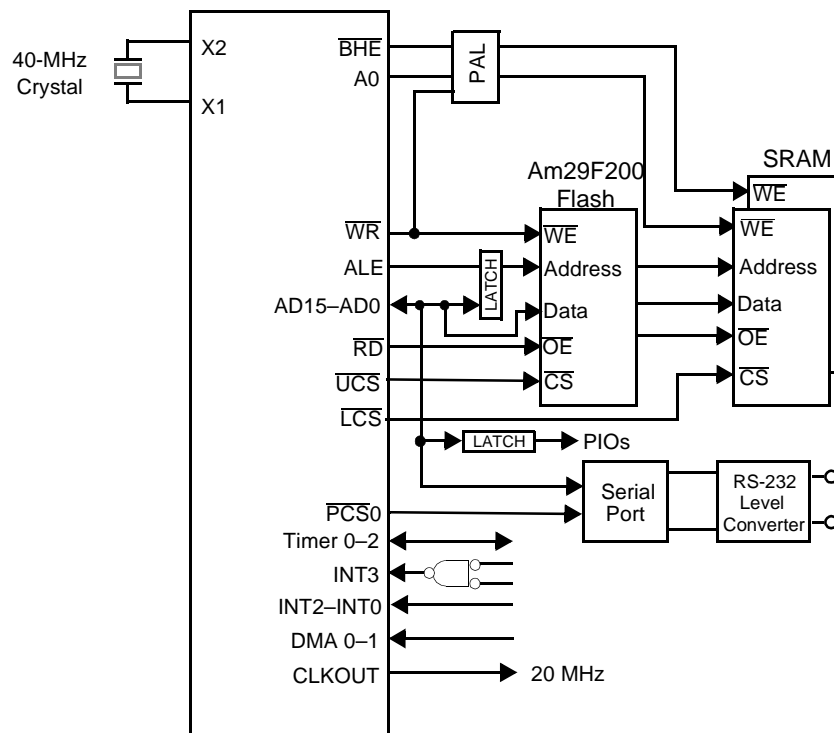 40-MHz
Crystal
X2
X1
BHE
A0
PAL
WR
ALE
AD15–AD0
RD
UCS
LCS
LATCH
Am29F200
Flash
WE
Address
Data
OE
CS
SRAM
WE
WE
Address
Data
OE
CS
LATCH
PIOs
Serial
Port
RS-232
Level
Converter
PCS0
Timer 0–2
INT3
INT2–INT0
DMA 0–1
CLKOUT
20 MHz